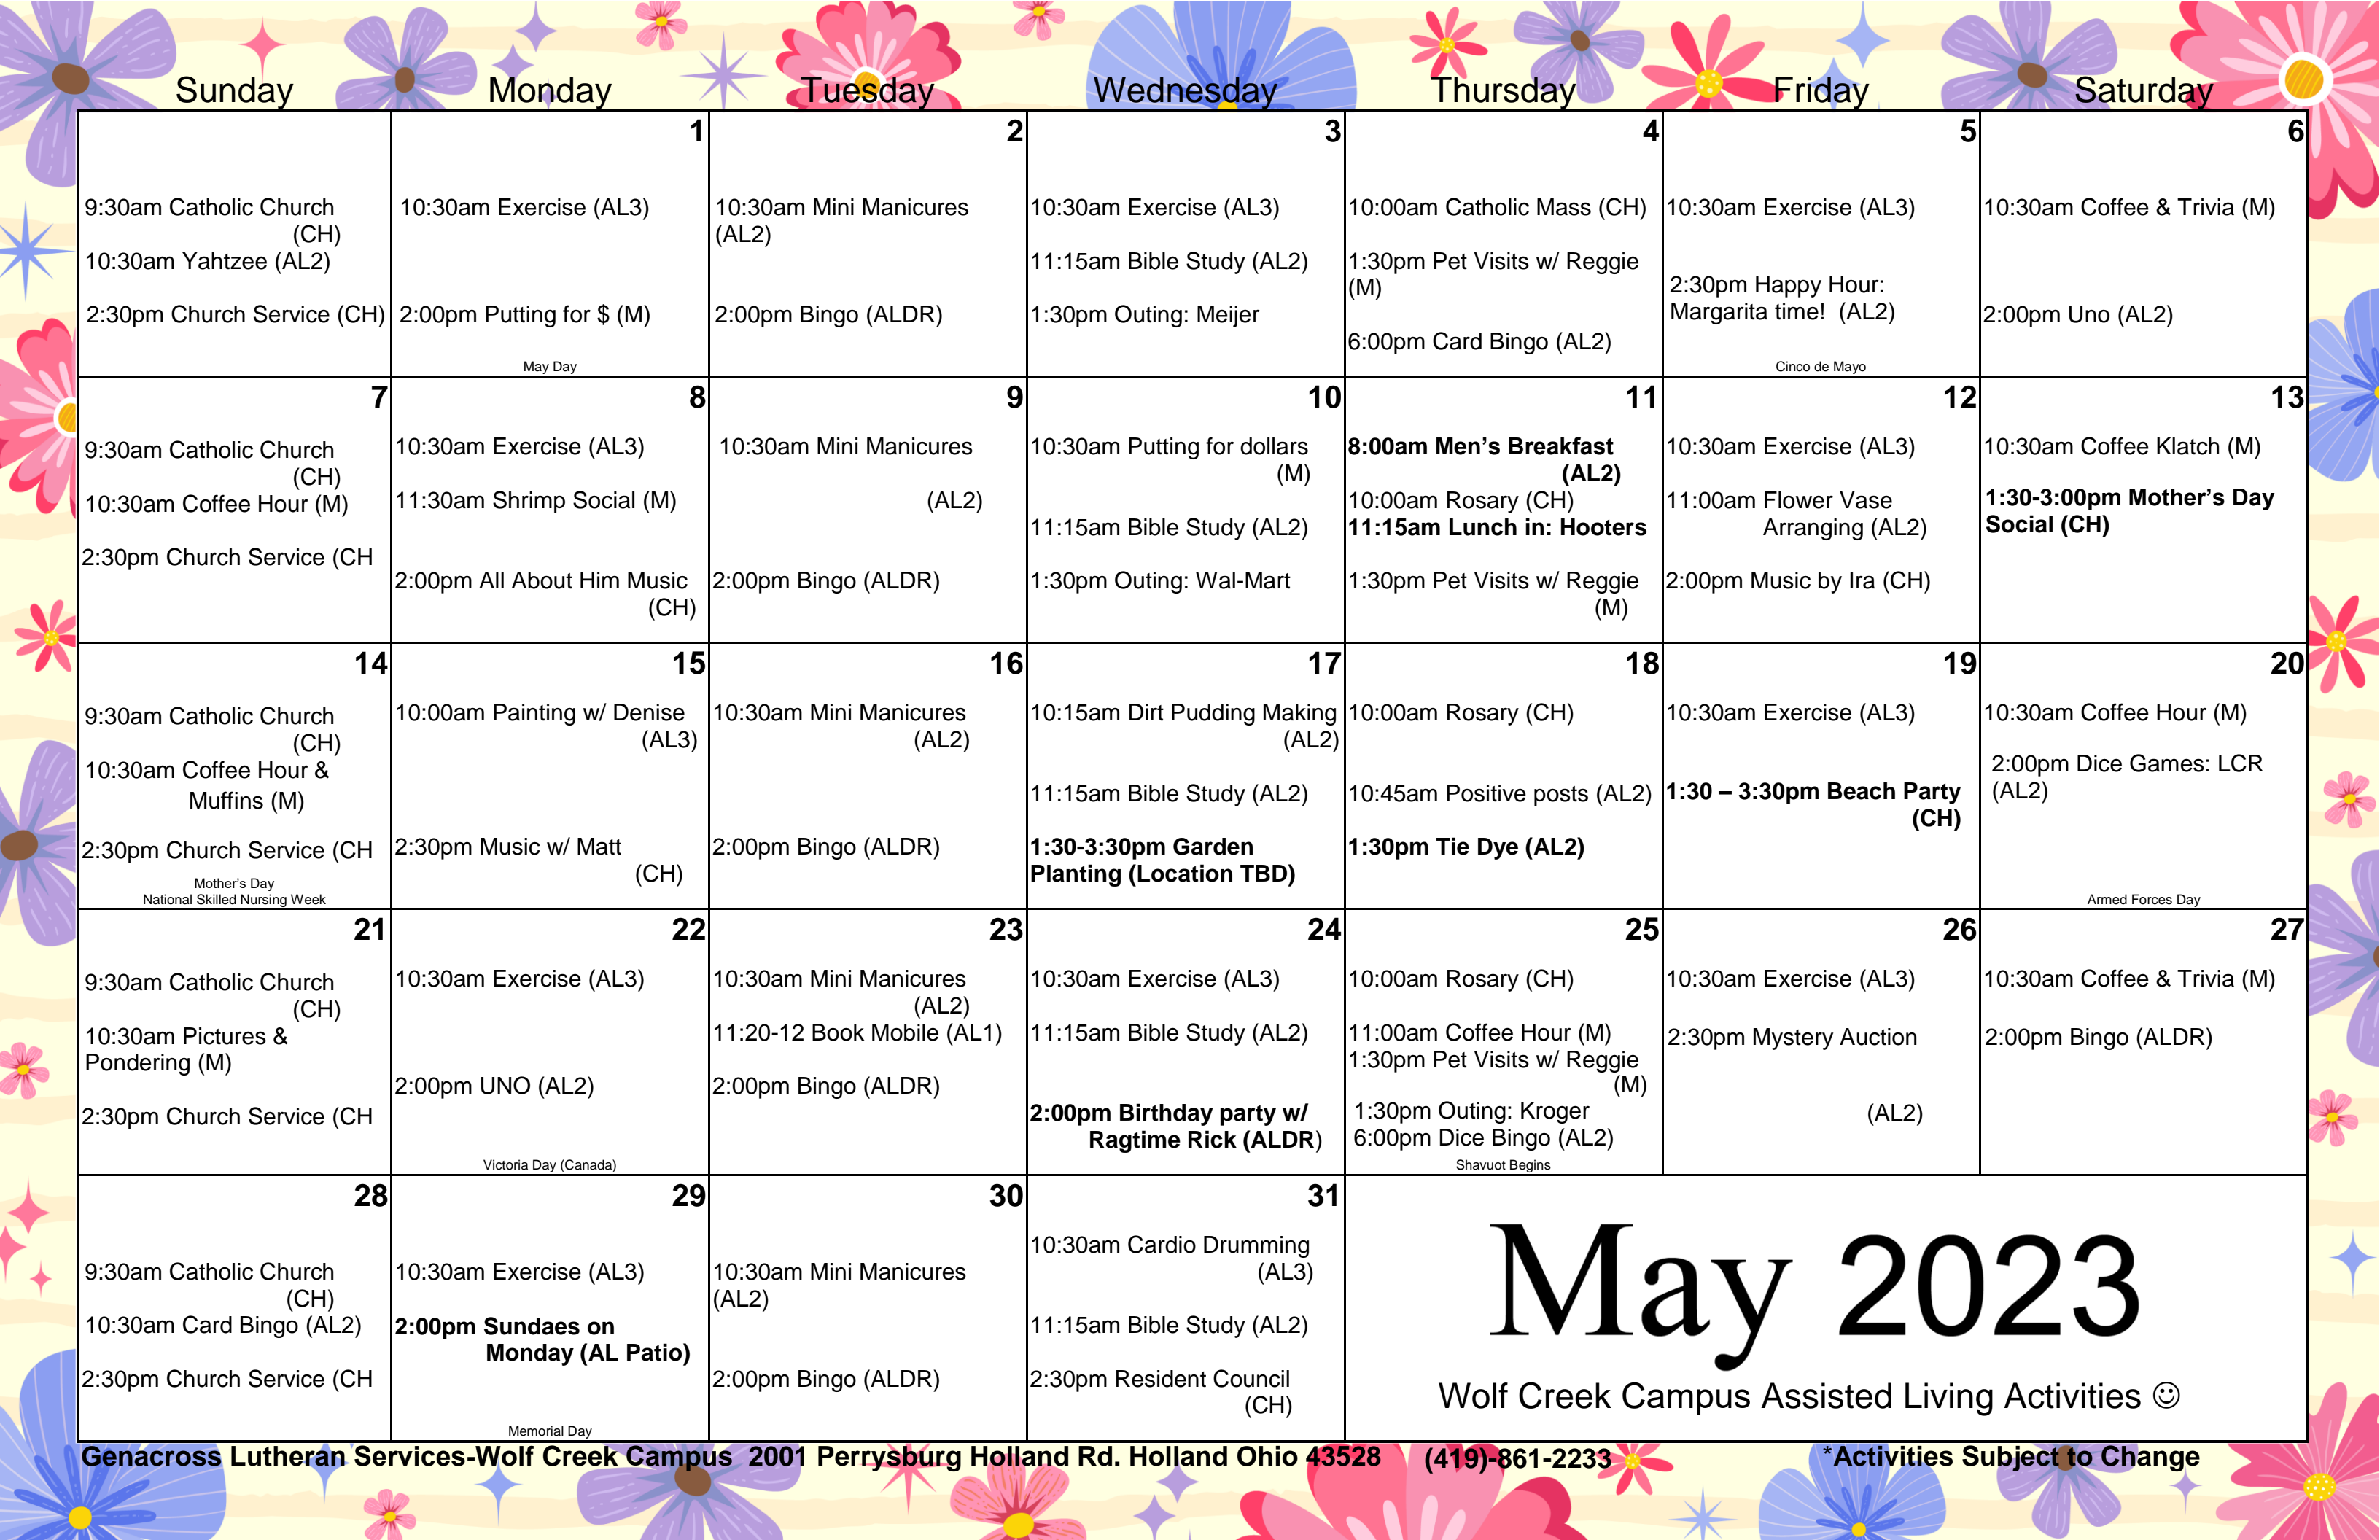 Sunday Monday Tuesday Wednesday Thursday Friday Saturday
9:30am Catholic Church
(CH)
10:30am Yahtzee (AL2)
2:30pm Church Service (CH)
1
10:30am Exercise (AL3)
2:00pm Putting for $ (M)
May Day
2
10:30am Mini Manicures
(AL2)
2:00pm Bingo (ALDR)
3
10:30am Exercise (AL3)
11:15am Bible Study (AL2)
1:30pm Outing: Meijer
4
10:00am Catholic Mass (CH)
1:30pm Pet Visits w/ Reggie
(M)
6:00pm Card Bingo (AL2)
5
10:30am Exercise (AL3)
2:30pm Happy Hour:
Margarita time! (AL2)
Cinco de Mayo
6
10:30am Coffee & Trivia (M)
2:00pm Uno (AL2)
7
9:30am Catholic Church
(CH)
10:30am Coffee Hour (M)
2:30pm Church Service (CH
8
10:30am Exercise (AL3)
11:30am Shrimp Social (M)
2:00pm All About Him Music
(CH)
9
10:30am Mini Manicures
(AL2)
2:00pm Bingo (ALDR)
10
10:30am Putting for dollars
(M)
11:15am Bible Study (AL2)
1:30pm Outing: Wal-Mart
11
8:00am Men's Breakfast
(AL2)
10:00am Rosary (CH)
11:15am Lunch in: Hooters
1:30pm Pet Visits w/ Reggie
(M)
12
10:30am Exercise (AL3)
11:00am Flower Vase
Arranging (AL2)
2:00pm Music by Ira (CH)
13
10:30am Coffee Klatch (M)
1:30-3:00pm Mother's Day
Social (CH)
14
9:30am Catholic Church
(CH)
10:30am Coffee Hour &
Muffins (M)
2:30pm Church Service (CH
Mother's Day
National Skilled Nursing Week
15
10:00am Painting w/ Denise
(AL3)
2:30pm Music w/ Matt
(CH)
16
10:30am Mini Manicures
(AL2)
2:00pm Bingo (ALDR)
17
10:15am Dirt Pudding Making
(AL2)
11:15am Bible Study (AL2)
1:30-3:30pm Garden
Planting (Location TBD)
18
10:00am Rosary (CH)
10:45am Positive posts (AL2)
1:30pm Tie Dye (AL2)
19
10:30am Exercise (AL3)
1:30 – 3:30pm Beach Party
(CH)
20
10:30am Coffee Hour (M)
2:00pm Dice Games: LCR
(AL2)
Armed Forces Day
21
9:30am Catholic Church
(CH)
10:30am Pictures &
Pondering (M)
2:30pm Church Service (CH
22
10:30am Exercise (AL3)
2:00pm UNO (AL2)
Victoria Day (Canada)
23
10:30am Mini Manicures
(AL2)
11:20-12 Book Mobile (AL1)
2:00pm Bingo (ALDR)
24
10:30am Exercise (AL3)
11:15am Bible Study (AL2)
2:00pm Birthday party w/
Ragtime Rick (ALDR)
25
10:00am Rosary (CH)
11:00am Coffee Hour (M)
1:30pm Pet Visits w/ Reggie
(M)
1:30pm Outing: Kroger
6:00pm Dice Bingo (AL2)
Shavuot Begins
26
10:30am Exercise (AL3)
2:30pm Mystery Auction
(AL2)
27
10:30am Coffee & Trivia (M)
2:00pm Bingo (ALDR)
28
9:30am Catholic Church
(CH)
10:30am Card Bingo (AL2)
2:30pm Church Service (CH
29
10:30am Exercise (AL3)
2:00pm Sundaes on
Monday (AL Patio)
Memorial Day
30
10:30am Mini Manicures
(AL2)
2:00pm Bingo (ALDR)
31
10:30am Cardio Drumming
(AL3)
11:15am Bible Study (AL2)
2:30pm Resident Council
(CH)
May 2023
Wolf Creek Campus Assisted Living Activities ☺
Genacross Lutheran Services-Wolf Creek Campus 2001 Perrysburg Holland Rd. Holland Ohio 43528 (419)-861-2233 *Activities Subject to Change